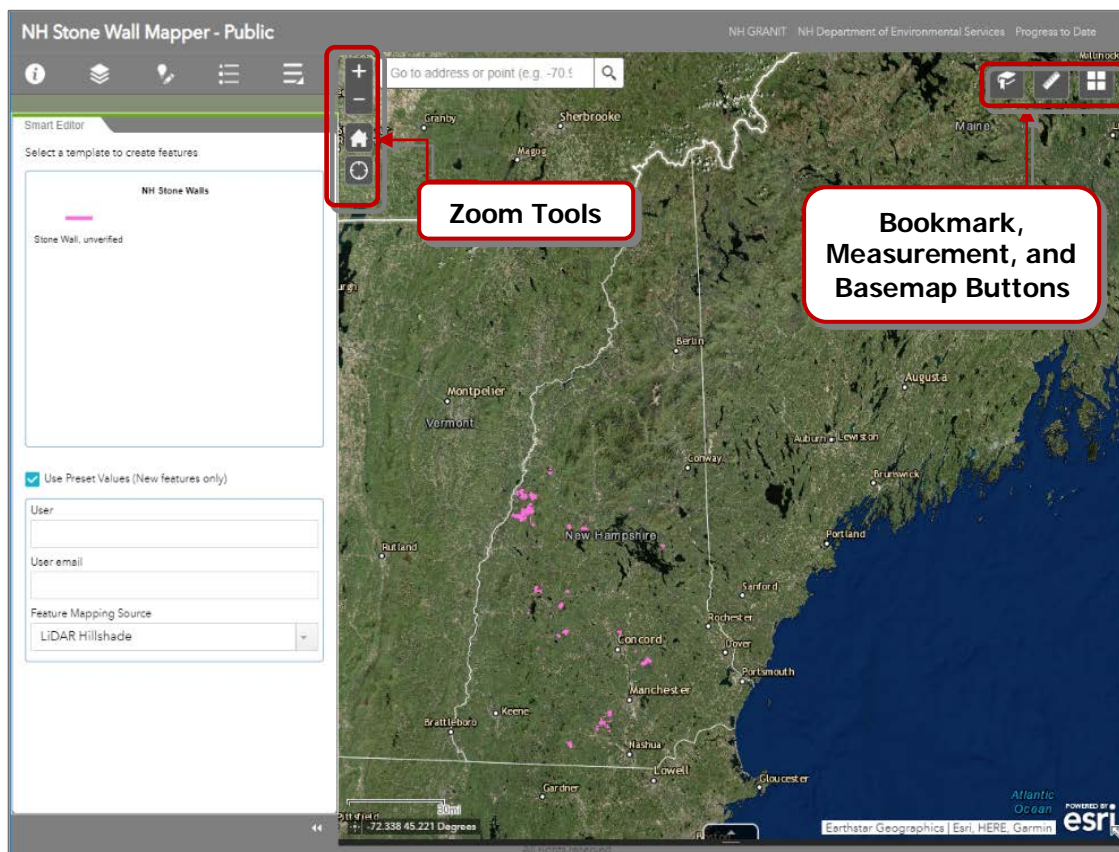 NH Stone Wall Mapper - Public
NH GRANIT NH Department of Environmental Services Progress to Date
Smart Editor
Select a template to create features
NH Stone Walls
Stone Wall, unverified
Use Preset Values (New features only)
User
User email
Feature Mapping Source
LiDAR Hillshade
+
−
Go to address or point (e.g. -70.9
Zoom Tools
Bookmark,
Measurement, and
Basemap Buttons
Millinock
Granby
Sherbrooke
Magog
Maine
Berlin
Montpelier
Vermont
Augusta
Auburn Lewiston
Conway
Brunswick
New Hampshire
Rutland
Portland
Sanford
Rochester
Concord
Dover
Portsmouth
Manchester
Keene
Brattleboro
Nashua
Lowell
Gloucester
Gardner
Pittsfield
30mi
-72.338 45.221 Degrees
Atlantic
Ocean
Earthstar Geographics | Esri, HERE, Garmin
POWERED BY
esri